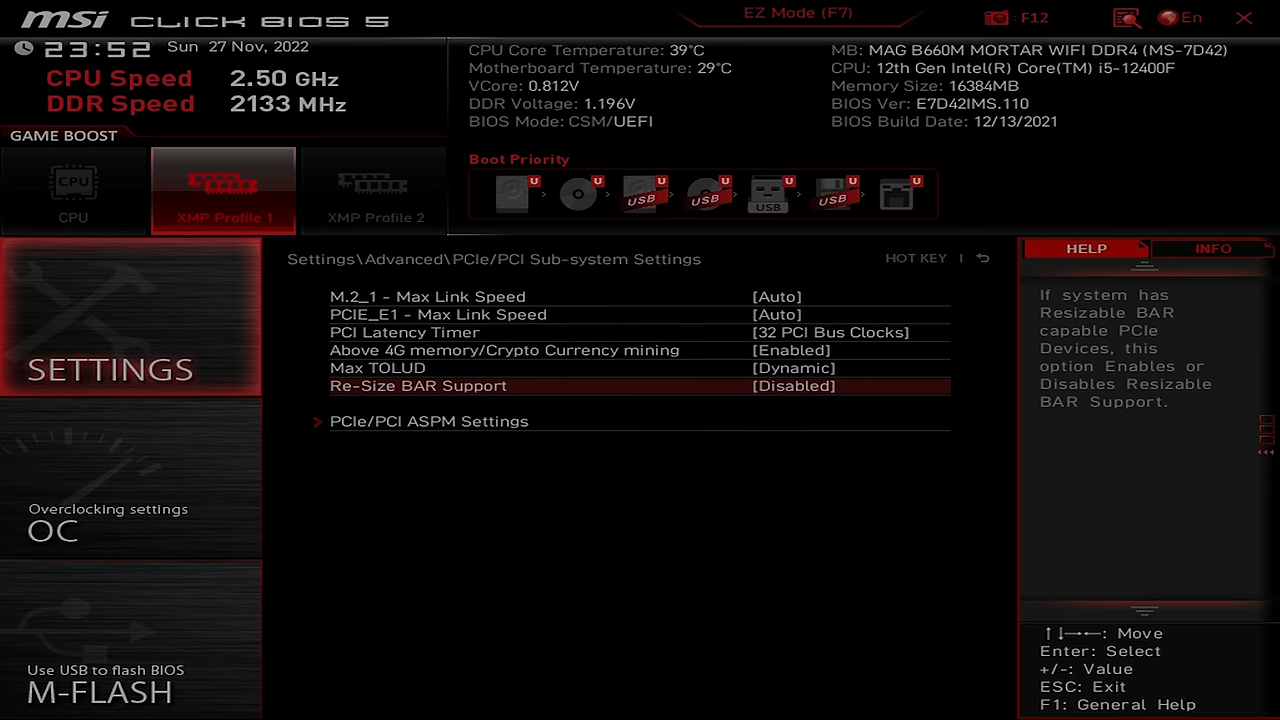 msi CLICK BIOS 5
EZ Mode (F7)
: F12
En
23:52 Sun 27 Nov, 2022
CPU Speed 2.50 GHz
DDR Speed 2133 MHz
CPU Core Temperature: 39°C
Motherboard Temperature: 29°C
VCore: 0.812V
DDR Voltage: 1.196V
BIOS Mode: CSM/UEFI
MB: MAG B660M MORTAR WIFI DDR4 (MS-7D42)
CPU: 12th Gen Intel(R) Core(TM) i5-12400F
Memory Size: 16384MB
BIOS Ver: E7D42IMS.110
BIOS Build Date: 12/13/2021
GAME BOOST
CPU
CPU
XMP Profile 1
XMP Profile 2
Boot Priority
U U U U U U U
USB USB USB USB
SETTINGS
Overclocking settings
OC
Use USB to flash BIOS
M-FLASH
Settings\Advanced\PCIe/PCI Sub-system Settings
HOT KEY |
M.2_1 - Max Link Speed [Auto]
PCIE_E1 - Max Link Speed [Auto]
PCI Latency Timer [32 PCI Bus Clocks]
Above 4G memory/Crypto Currency mining [Enabled]
Max TOLUD [Dynamic]
Re-Size BAR Support [Disabled]
> PCIe/PCI ASPM Settings
HELP
INFO
If system has
Resizable BAR
capable PCIe
Devices, this
option Enables or
Disables Resizable
BAR Support.
↑↓→←: Move
Enter: Select
+/-: Value
ESC: Exit
F1: General Help